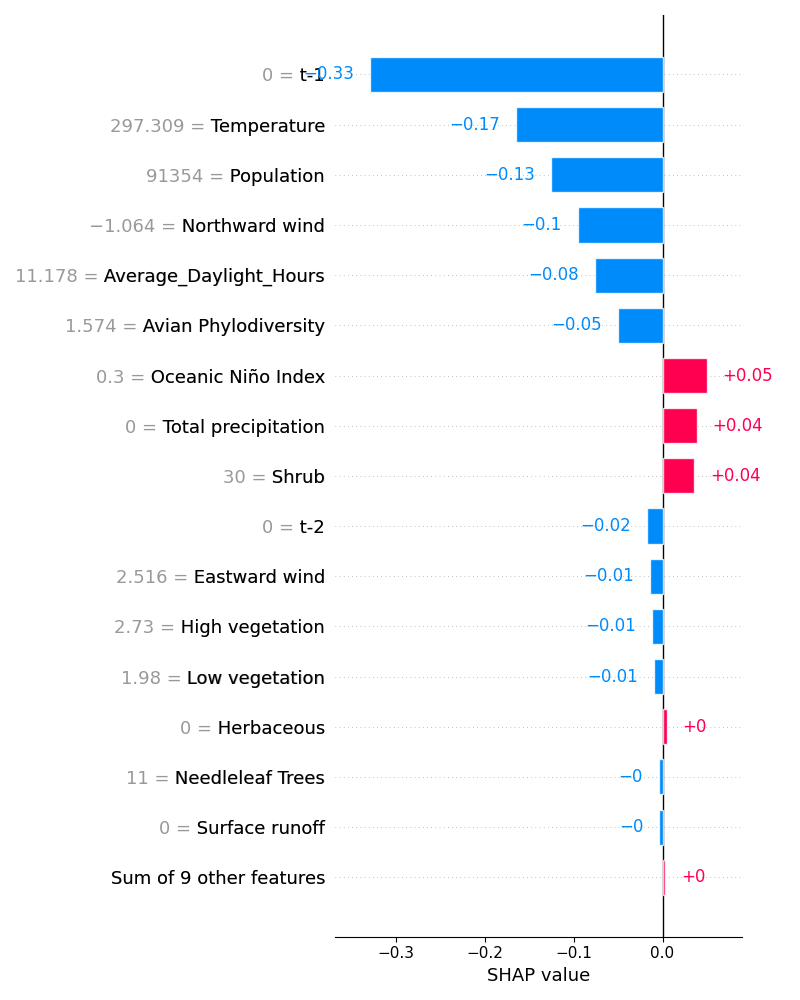 0 = t-1 −0.33
297.309 = Temperature −0.17
91354 = Population −0.13
−1.064 = Northward wind −0.1
11.178 = Average_Daylight_Hours −0.08
1.574 = Avian Phylodiversity −0.05
0.3 = Oceanic Niño Index +0.05
0 = Total precipitation +0.04
30 = Shrub +0.04
0 = t-2 −0.02
2.516 = Eastward wind −0.01
2.73 = High vegetation −0.01
1.98 = Low vegetation −0.01
0 = Herbaceous +0
11 = Needleleaf Trees −0
0 = Surface runoff −0
Sum of 9 other features +0
−0.3 −0.2 −0.1 0.0
SHAP value